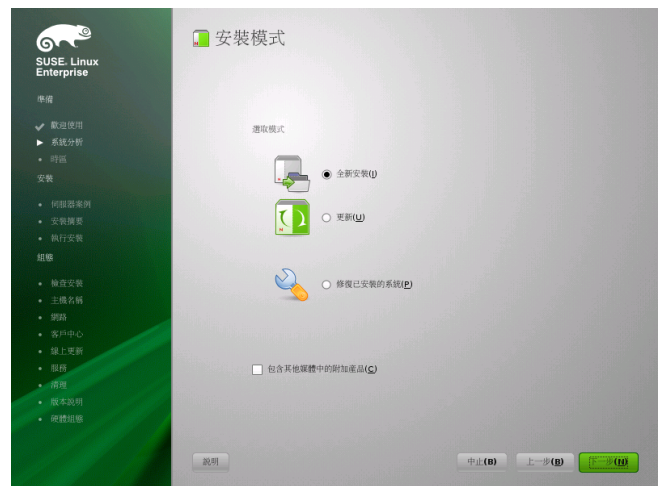 SUSE. Linux
Enterprise
準備
歡迎使用
系統分析
時區
安裝
伺服器案例
安裝摘要
執行安裝
組態
檢查安裝
主機名稱
網路
客戶中心
線上更新
服務
清理
版本說明
硬體組態
安裝模式
選取模式
全新安裝(I)
更新(U)
修復已安裝的系統(P)
包含其他媒體中的附加產品(C)
說明
中止(B)
上一步(B)
下一步(N)